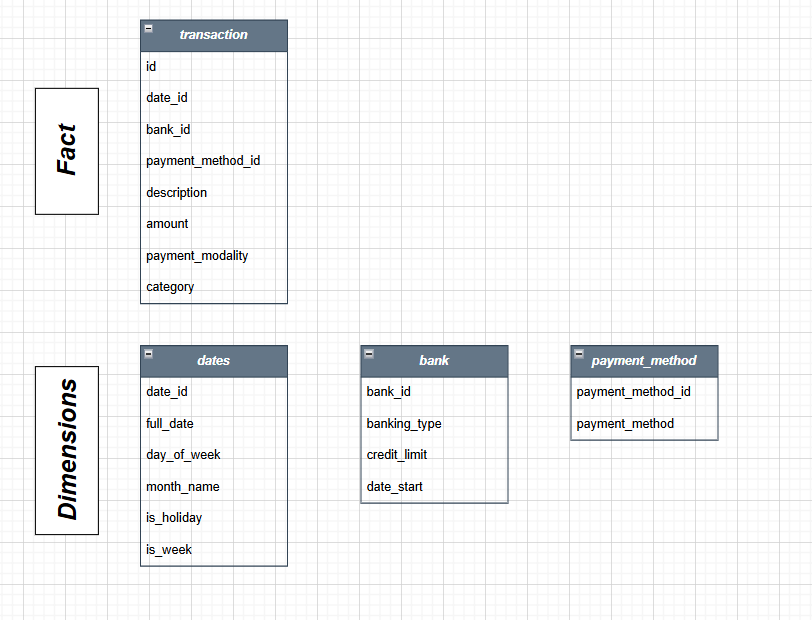 transaction
id
date_id
bank_id
payment_method_id
description
amount
payment_modality
category
Fact
dates
date_id
full_date
day_of_week
month_name
is_holiday
is_week
bank
bank_id
banking_type
credit_limit
date_start
payment_method
payment_method_id
payment_method
Dimensions